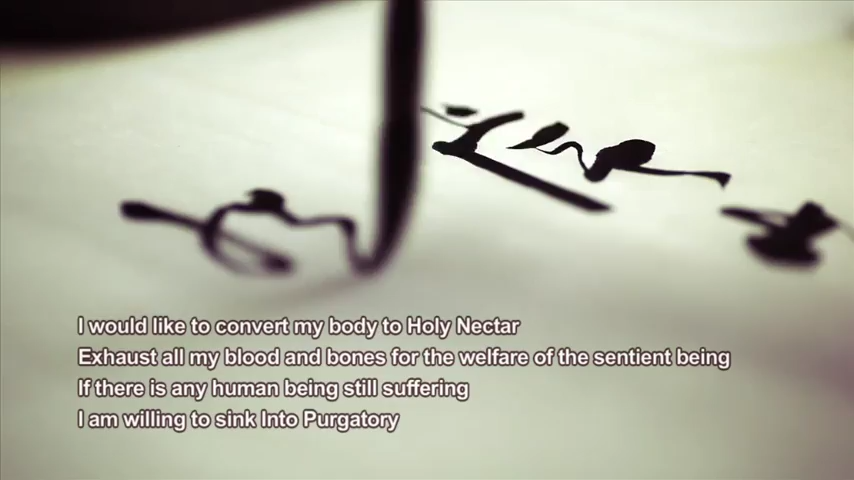 I would like to convert my body to Holy Nectar
Exhaust all my blood and bones for the welfare of the sentient being
If there is any human being still suffering
I am willing to sink Into Purgatory